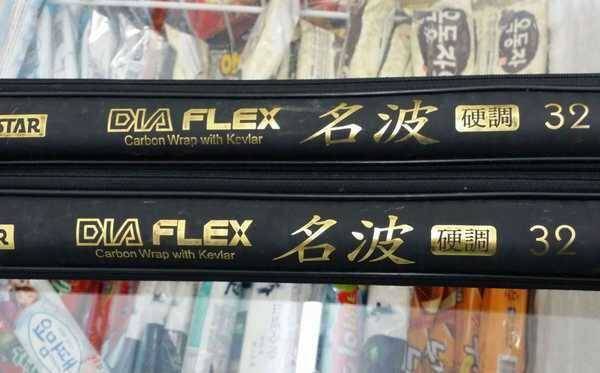 STAR DIA FLEX 名波 硬調 32
Carbon Wrap with Kevlar
R DIA FLEX 名波 硬調 32
Carbon Wrap with Kevlar